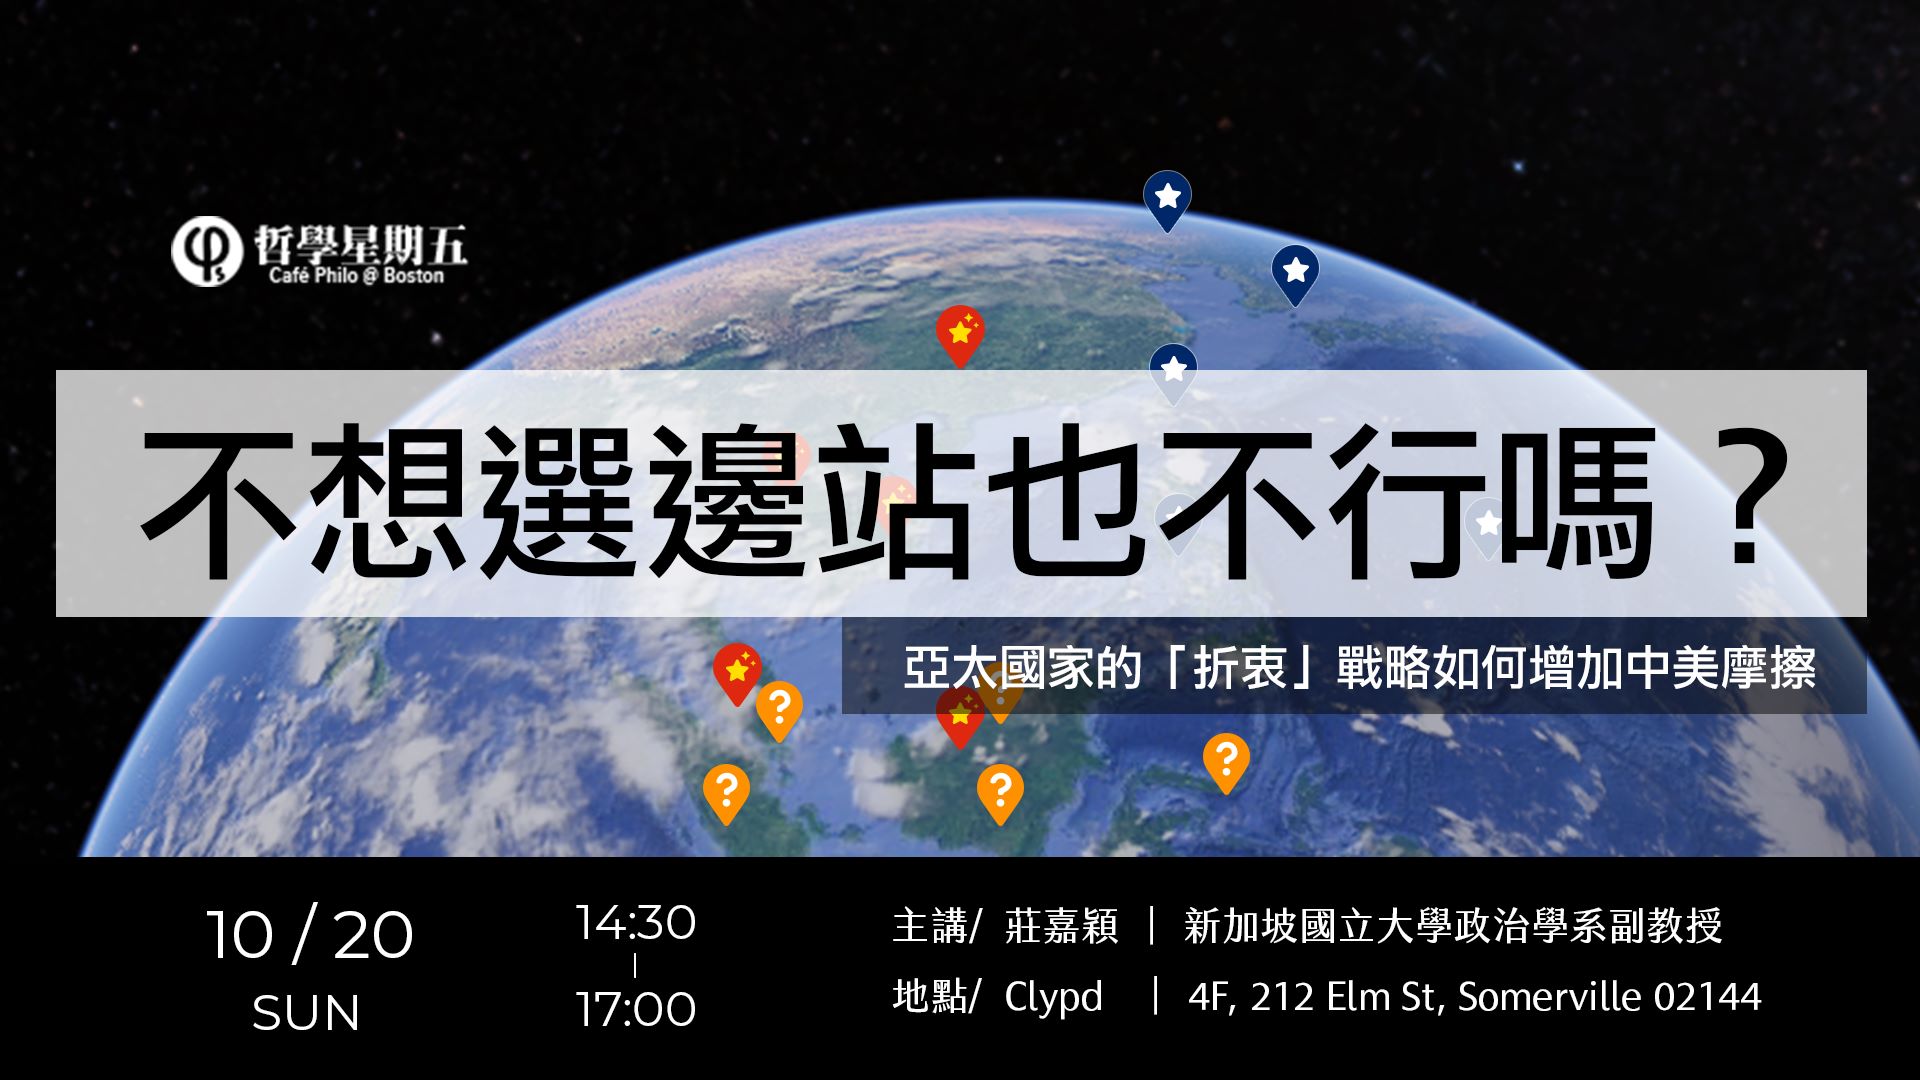 哲學星期五
Café Philo @ Boston
不想選邊站也不行嗎？
亞太國家的「折衷」戰略如何增加中美摩擦
10 / 20
SUN
14:30
|
17:00
主講/ 莊嘉穎 | 新加坡國立大學政治學系副教授
地點/ Clypd | 4F, 212 Elm St, Somerville 02144